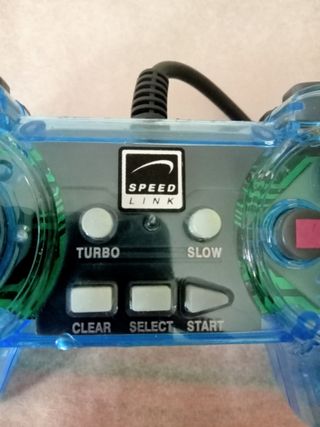 SPEED
LINK
TURBO SLOW
CLEAR SELECT START